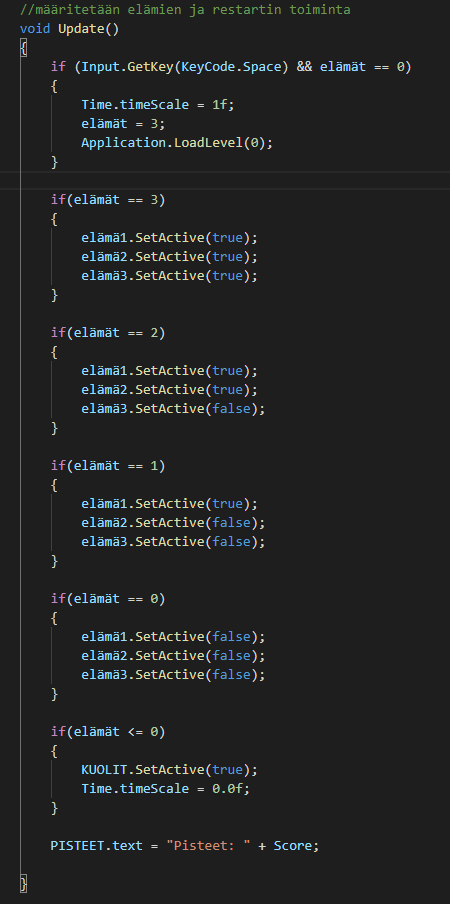 //määritetään elämien ja restartin toiminta
void Update()
{
    if (Input.GetKey(KeyCode.Space) && elämät == 0)
    {
        Time.timeScale = 1f;
        elämät = 3;
        Application.LoadLevel(0);
    }

    if(elämät == 3)
    {
        elämä1.SetActive(true);
        elämä2.SetActive(true);
        elämä3.SetActive(true);
    }

    if(elämät == 2)
    {
        elämä1.SetActive(true);
        elämä2.SetActive(true);
        elämä3.SetActive(false);
    }

    if(elämät == 1)
    {
        elämä1.SetActive(true);
        elämä2.SetActive(false);
        elämä3.SetActive(false);
    }

    if(elämät == 0)
    {
        elämä1.SetActive(false);
        elämä2.SetActive(false);
        elämä3.SetActive(false);
    }

    if(elämät <= 0)
    {
        KUOLIT.SetActive(true);
        Time.timeScale = 0.0f;
    }

    PISTEET.text = "Pisteet: " + Score;

}